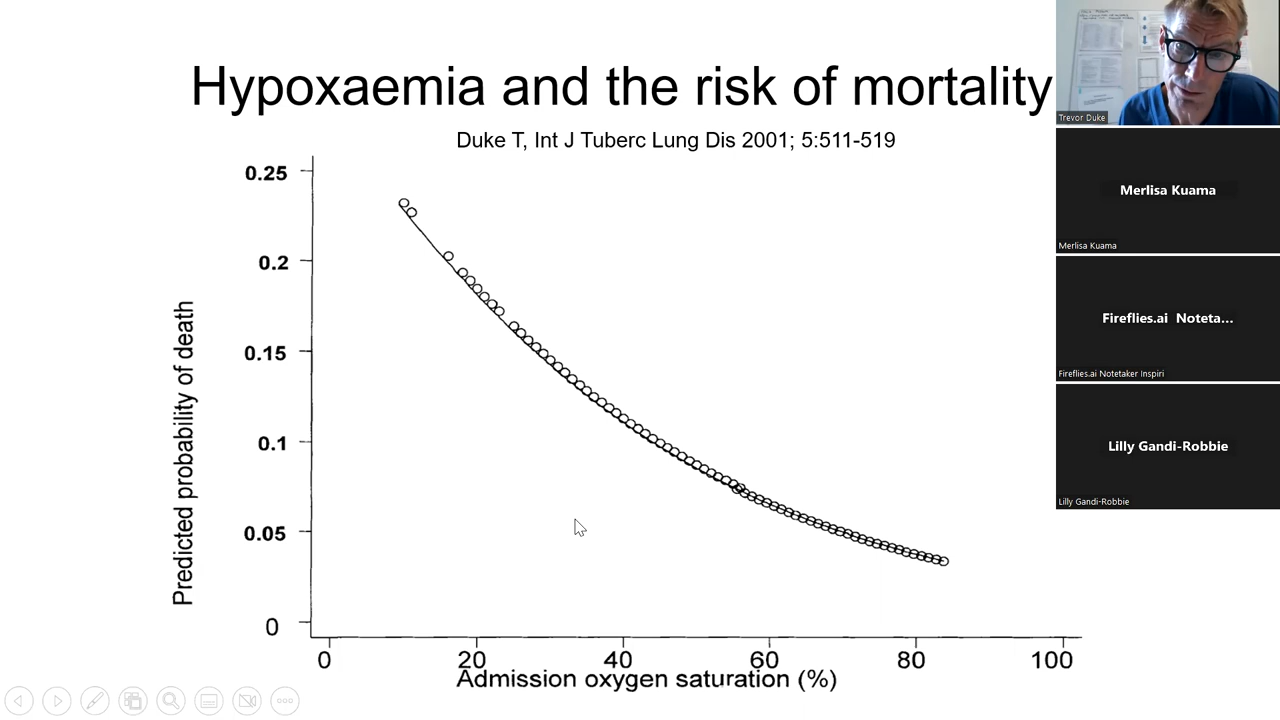 Hypoxaemia and the risk of mortality
Duke T, Int J Tuberc Lung Dis 2001; 5:511-519
0.25
0.2
0.15
0.1
0.05
0
Predicted probability of death
0 20 40 60 80 100
Admission oxygen saturation (%)
Trevor Duke
Merlisa Kuama
Merlisa Kuama
Fireflies.ai Noteta...
Fireflies.ai Notetaker Inspiri
Lilly Gandi-Robbie
Lilly Gandi-Robbie